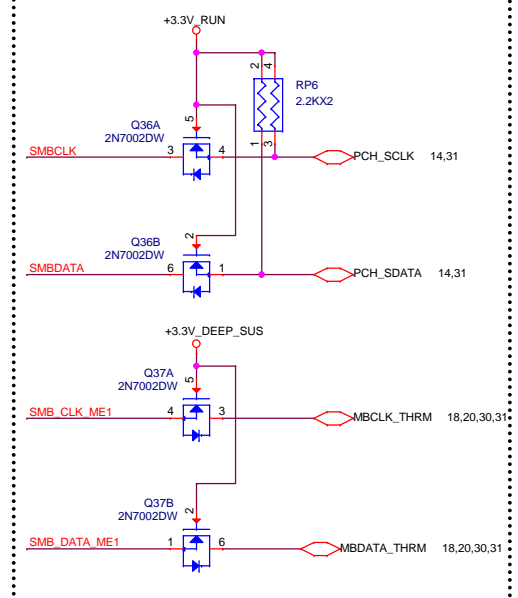 +3.3V_RUN
2
4
RP6
2.2KX2
Q36A
2N7002DW
5
1
3
SMBCLK
3
4
PCH_SCLK 14,31
Q36B
2N7002DW
2
SMBDATA
6
1
PCH_SDATA 14,31
+3.3V_DEEP_SUS
Q37A
2N7002DW
5
SMB_CLK_ME1
4
3
MBCLK_THRM 18,20,30,31
Q37B
2N7002DW
2
SMB_DATA_ME1
1
6
MBDATA_THRM 18,20,30,31